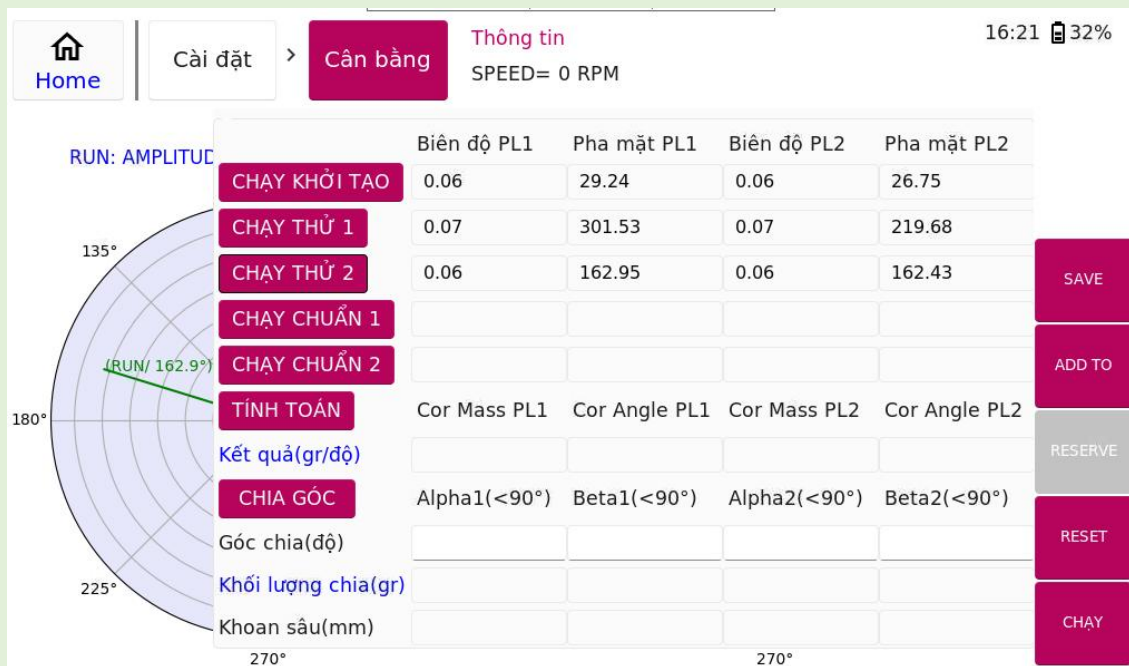 Home
Cài đặt
>
Cân bằng
Thông tin
SPEED= 0 RPM
16:21 32%
RUN: AMPLITUD
Biên độ PL1 Pha mặt PL1 Biên độ PL2 Pha mặt PL2
CHẠY KHỞI TẠO 0.06 29.24 0.06 26.75
CHẠY THỬ 1 0.07 301.53 0.07 219.68
135°
CHẠY THỬ 2 0.06 162.95 0.06 162.43
SAVE
CHẠY CHUẨN 1
(RUN/ 162.9°)
CHẠY CHUẨN 2
ADD TO
180°
TÍNH TOÁN Cor Mass PL1 Cor Angle PL1 Cor Mass PL2 Cor Angle PL2
Kết quả(gr/độ)
RESERVE
CHIA GÓC Alpha1(<90°) Beta1(<90°) Alpha2(<90°) Beta2(<90°)
Góc chia(độ)
RESET
225°
Khối lượng chia(gr)
Khoan sâu(mm)
CHẠY
270° 270°